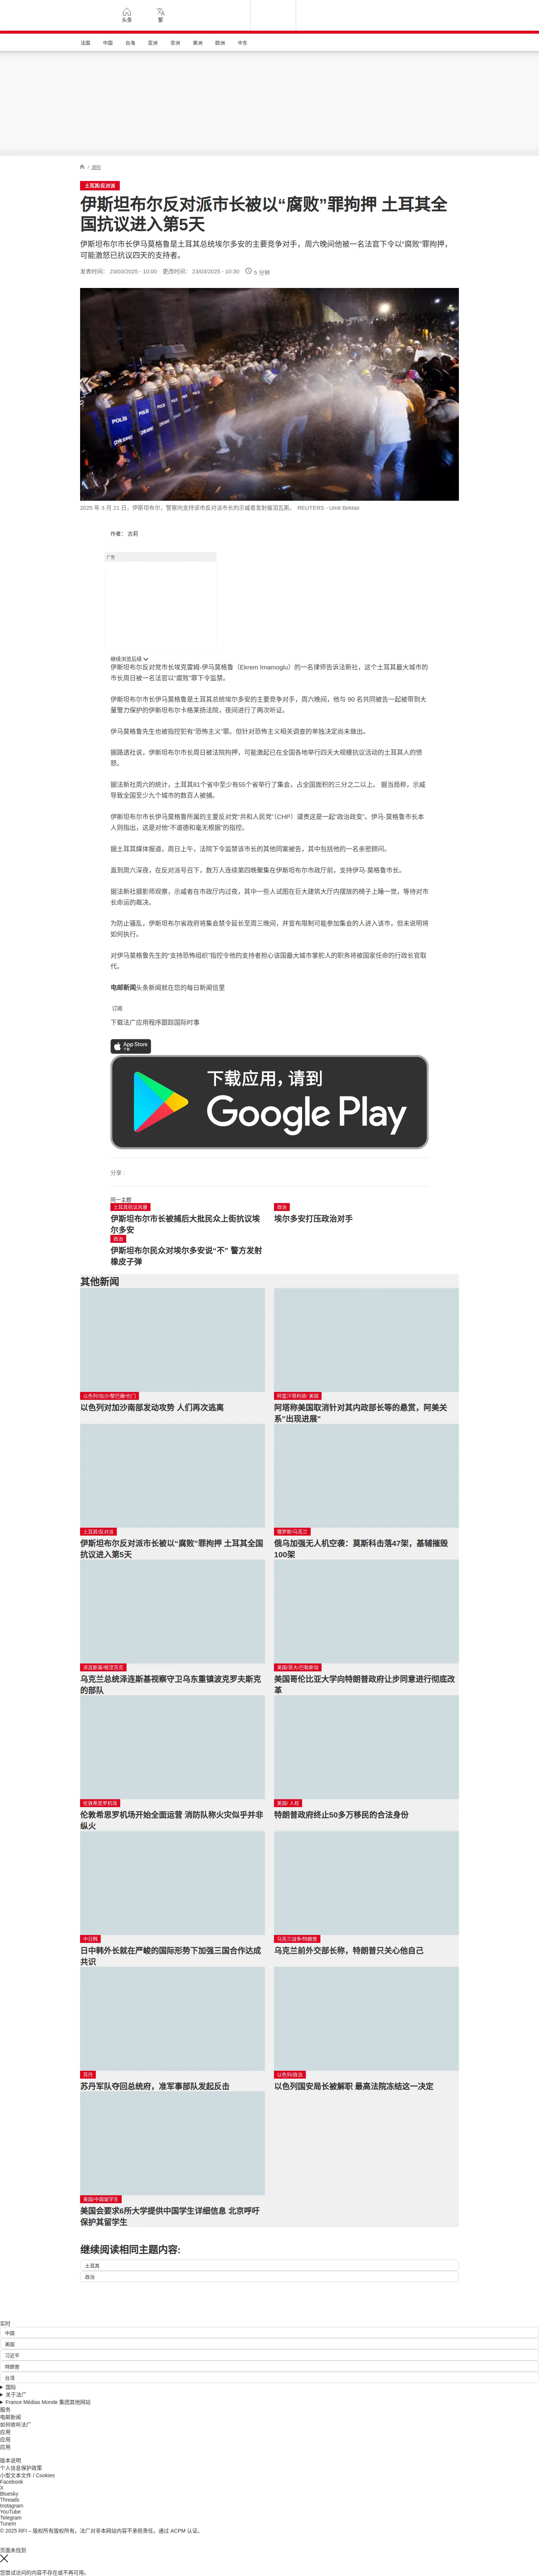 头条
繁
法国 中国 台海 亚洲 非洲 美洲 欧洲 中东
/ 国际
土耳其/反对派
伊斯坦布尔反对派市长被以“腐败”罪拘押 土耳其全
国抗议进入第5天
伊斯坦布尔市长伊马莫格鲁是土耳其总统埃尔多安的主要竞争对手，周六晚间他被一名法官下令以“腐败”罪拘押，
可能激怒已抗议四天的支持者。
发表时间： 23/03/2025 - 10:00 更改时间： 23/03/2025 - 10:30 5 分钟
POLİS
2025 年 3 月 21 日，伊斯坦布尔，警察向支持该市反对派市长的示威者发射催泪瓦斯。 REUTERS - Umit Bektas
作者： 古莉
广告
继续浏览后续
伊斯坦布尔反对党市长埃克雷姆-伊马莫格鲁（Ekrem Imamoglu）的一名律师告诉法新社，这个土耳其最大城市的
市长周日被一名法官以“腐败”罪下令监禁。
伊斯坦布尔市长伊马莫格鲁是土耳其总统埃尔多安的主要竞争对手，周六晚间，他与 90 名共同被告一起被带到大
量警力保护的伊斯坦布尔卡格莱扬法院，夜间进行了两次听证。
伊马莫格鲁先生也被指控犯有“恐怖主义”罪。但针对恐怖主义相关调查的单独决定尚未做出。
据路透社说，伊斯坦布尔市长周日被法院拘押，可能激起已在全国各地举行四天大规模抗议活动的土耳其人的愤
怒。
据法新社周六的统计，土耳其81个省中至少有55个省举行了集会，占全国面积的三分之二以上。 据当局称，示威
导致全国至少九个城市的数百人被捕。
伊斯坦布尔市长伊马莫格鲁所属的主要反对党“共和人民党”（CHP）谴责这是一起“政治政变”。伊马-莫格鲁市长本
人则指出，这是对他“不道德和毫无根据”的指控。
据土耳其媒体报道，周日上午，法院下令监禁该市长的其他同案被告，其中包括他的一名亲密顾问。
直到周六深夜，在反对派号召下，数万人连续第四晚聚集在伊斯坦布尔市政厅前，支持伊马-莫格鲁市长。
据法新社摄影师观察，示威者在市政厅内过夜，其中一些人试图在巨大建筑大厅内摆放的椅子上睡一觉，等待对市
长命运的裁决。
为防止骚乱，伊斯坦布尔省政府将集会禁令延长至周三晚间，并宣布限制可能参加集会的人进入该市，但未说明将
如何执行。
对伊马莫格鲁先生的“支持恐怖组织”指控令他的支持者担心该国最大城市掌舵人的职务将被国家任命的行政长官取
代。
电邮新闻头条新闻就在您的每日新闻信里
订阅
下载法广应用程序跟踪国际时事
App Store
下载应用，请到
Google Play
分享 :
同一主题
土耳其抗议风暴
伊斯坦布尔市长被捕后大批民众上街抗议埃
尔多安
政治
埃尔多安打压政治对手
政治
伊斯坦布尔民众对埃尔多安说“不” 警方发射
橡皮子弹
其他新闻
以色列/加沙/黎巴嫩/也门
以色列对加沙南部发动攻势 人们再次逃离
阿富汗塔利班/ 美国
阿塔称美国取消针对其内政部长等的悬赏，阿美关
系"出现进展"
土耳其/反对派
伊斯坦布尔反对派市长被以“腐败”罪拘押 土耳其全国
抗议进入第5天
俄罗斯/乌克兰
俄乌加强无人机空袭：莫斯科击落47架，基辅摧毁
100架
泽连斯基/顿涅茨克
乌克兰总统泽连斯基视察守卫乌东重镇波克罗夫斯克
的部队
美国/哥大/巴勒斯坦
美国哥伦比亚大学向特朗普政府让步同意进行彻底改
革
伦敦希思罗机场
伦敦希思罗机场开始全面运营 消防队称火灾似乎并非
纵火
美国/ 人权
特朗普政府终止50多万移民的合法身份
中日韩
日中韩外长就在严峻的国际形势下加强三国合作达成
共识
乌克兰战争/特朗普
乌克兰前外交部长称，特朗普只关心他自己
苏丹
苏丹军队夺回总统府，准军事部队发起反击
以色列/政治
以色列国安局长被解职 最高法院冻结这一决定
美国/中国留学生
美国会要求6所大学提供中国学生详细信息 北京呼吁
保护其留学生
继续阅读相同主题内容:
土耳其
政治
实时
中国
美国
习近平
特朗普
台湾
国际
关于法广
France Médias Monde 集团其他网站
服务
电邮新闻
如何收听法广
应用
应用
应用
版本说明
个人信息保护政策
小型文本文件 / Cookies
Facebook
X
Bluesky
Threads
Instagram
YouTube
Telegram
TuneIn
© 2025 RFI – 版权所有版权所有。法广对非本网站内容不承担责任。通过 ACPM 认证。
页面未找到
您尝试访问的内容不存在或不再可用。